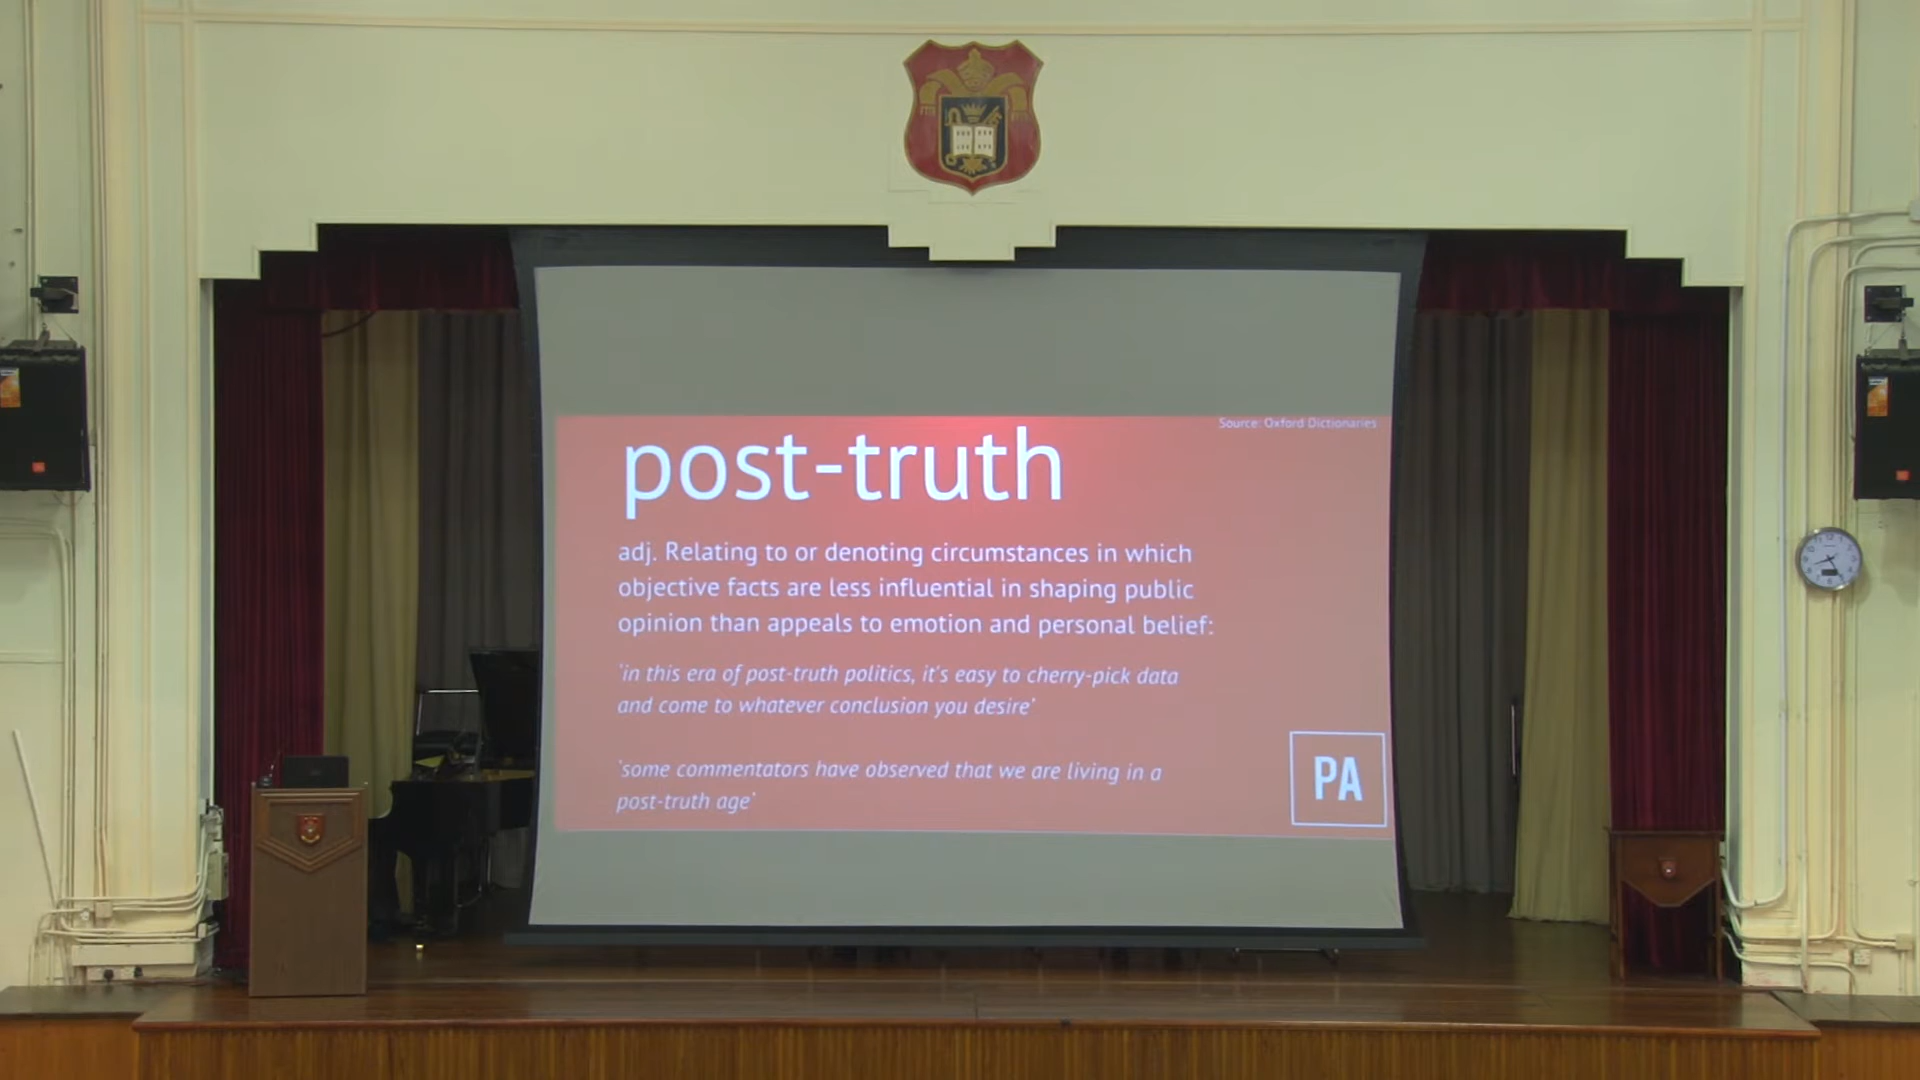 Source: Oxford Dictionaries
post-truth
adj. Relating to or denoting circumstances in which
objective facts are less influential in shaping public
opinion than appeals to emotion and personal belief:
'in this era of post-truth politics, it's easy to cherry-pick data
and come to whatever conclusion you desire'
'some commentators have observed that we are living in a
post-truth age'
PA